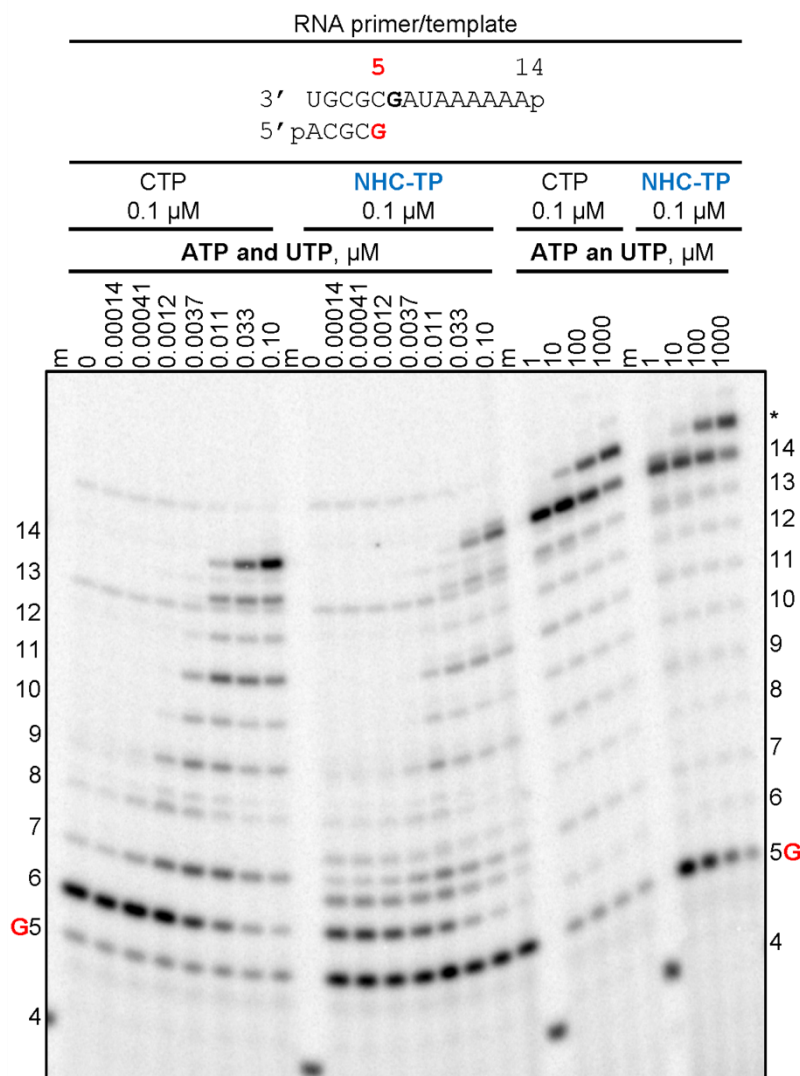 RNA primer/template
5 14
3′ UGCGCGAUAAAAAAp
5′pACGCG
CTP NHC-TP CTP NHC-TP
0.1 µM 0.1 µM 0.1 µM 0.1 µM
ATP and UTP, µM ATP an UTP, µM
m 0 0.00014 0.00041 0.0012 0.0037 0.011 0.033 0.10 m 0 0.00014 0.00041 0.0012 0.0037 0.011 0.033 0.10 m 1 10 100 1000 m 1 10 100 1000
*
14
13
12
11
10
9
8
7
6
G5
4
14
13
12
11
10
9
8
7
6
5G
4